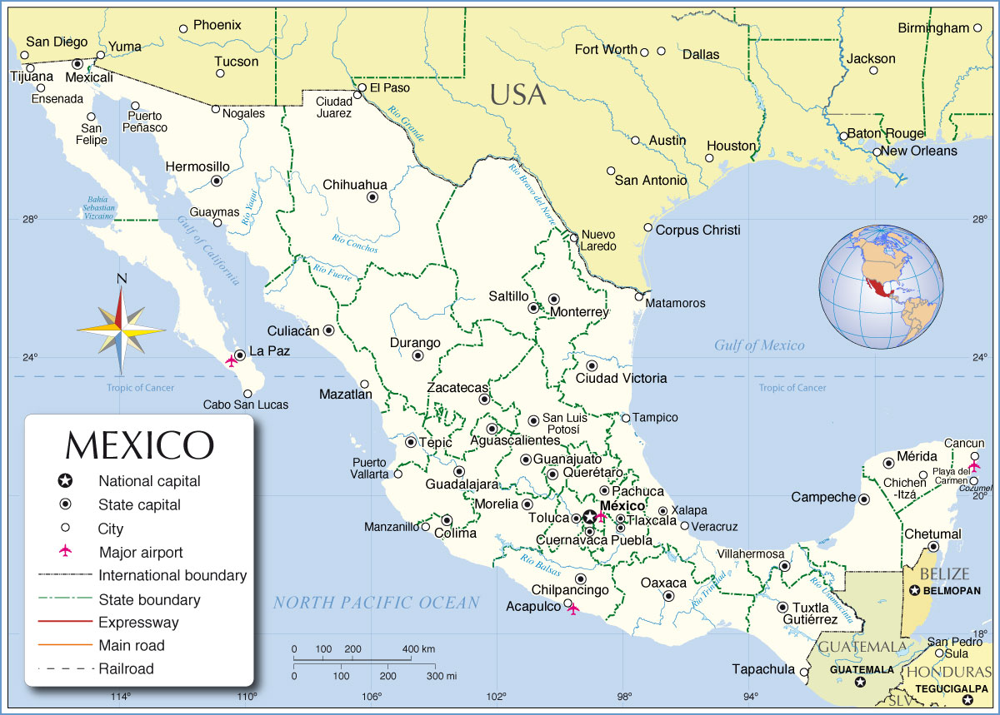 Phoenix
Birmingham
San Diego
Yuma
Fort Worth
Dallas
Tucson
Jackson
Tijuana
Mexicali
El Paso
USA
Ensenada
Ciudad
Juarez
Nogales
Puerto
Peñasco
San
Felipe
Rio Grande
Baton Rouge
Austin
Houston
New Orleans
Hermosillo
San Antonio
Chihuahua
Rio Bravo del Norte
Bahia
Sebastian
Vizcaino
Guaymas
Rio Yaqui
28°
28°
Gulf of California
Nuevo
Laredo
Corpus Christi
Rio Conchos
Rio Fuerte
N
Saltillo
Monterrey
Matamoros
Culiacán
Durango
La Paz
Gulf of Mexico
24°
24°
Ciudad Victoria
Tropic of Cancer
Tropic of Cancer
Mazatlan
Zacatecas
Cabo San Lucas
San Luis
Potosí
Tampico
MEXICO
Aguascalientes
Tepic
Cancun
Mérida
Puerto
Vallarta
Guanajuato
Querétaro
Playa del
Carmen
Chichen
-Itzá
Cozumel
National capital
Guadalajara
Pachuca
Campeche
20°
State capital
Morelia
México
Xalapa
City
Toluca
Tlaxcala
Manzanillo
Colima
Veracruz
Cuernavaca
Puebla
Chetumal
Major airport
Villahermosa
Rio Balsas
International boundary
BELIZE
BELMOPAN
Chilpancingo
Oaxaca
Rio Trinidad
Rio Usumacinta
State boundary
NORTH PACIFIC OCEAN
Acapulco
Tuxtla
Gutiérrez
Expressway
18°
Main road
0 100 200 400 km
0 100 200 300 mi
GUATEMALA
San Pedro
Sula
Railroad
Tapachula
GUATEMALA
HONDURAS
TEGUCIGALPA
SLV
114°
110°
106°
102°
98°
94°